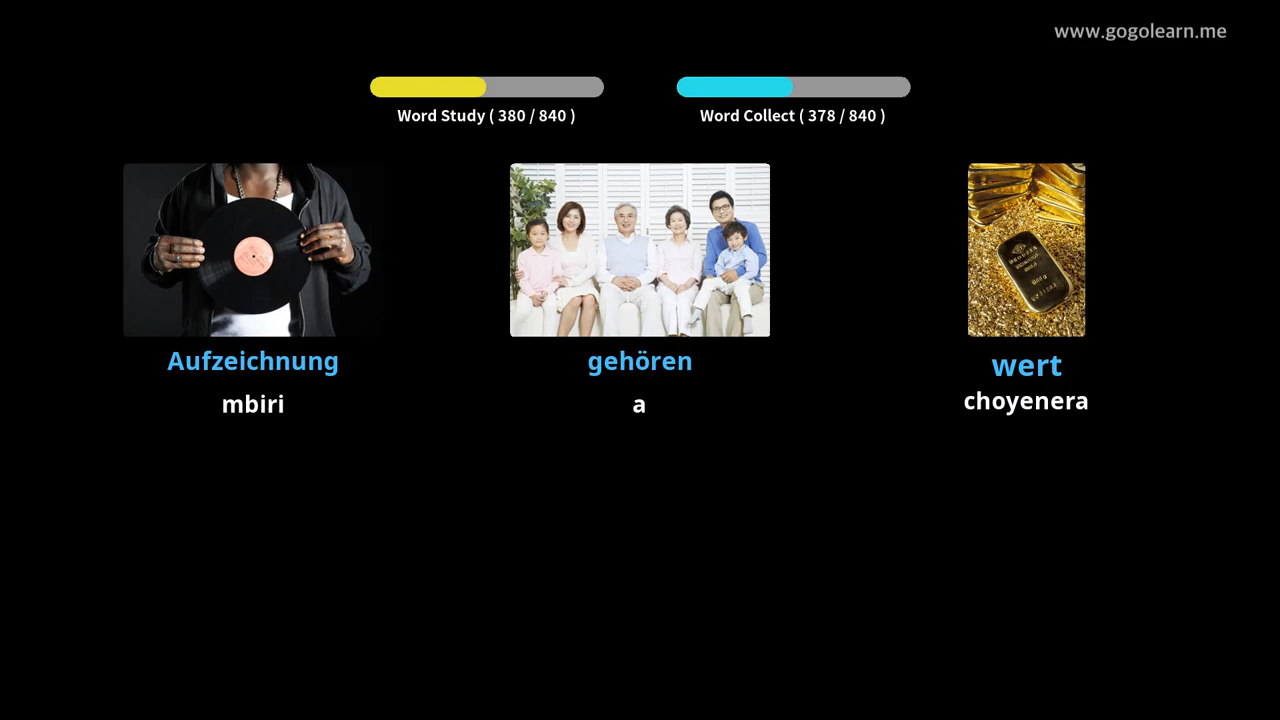 www.gogolearn.me
Word Study ( 380 / 840 )
Word Collect ( 378 / 840 )
Aufzeichnung
mbiri
gehören
a
wert
choyenera